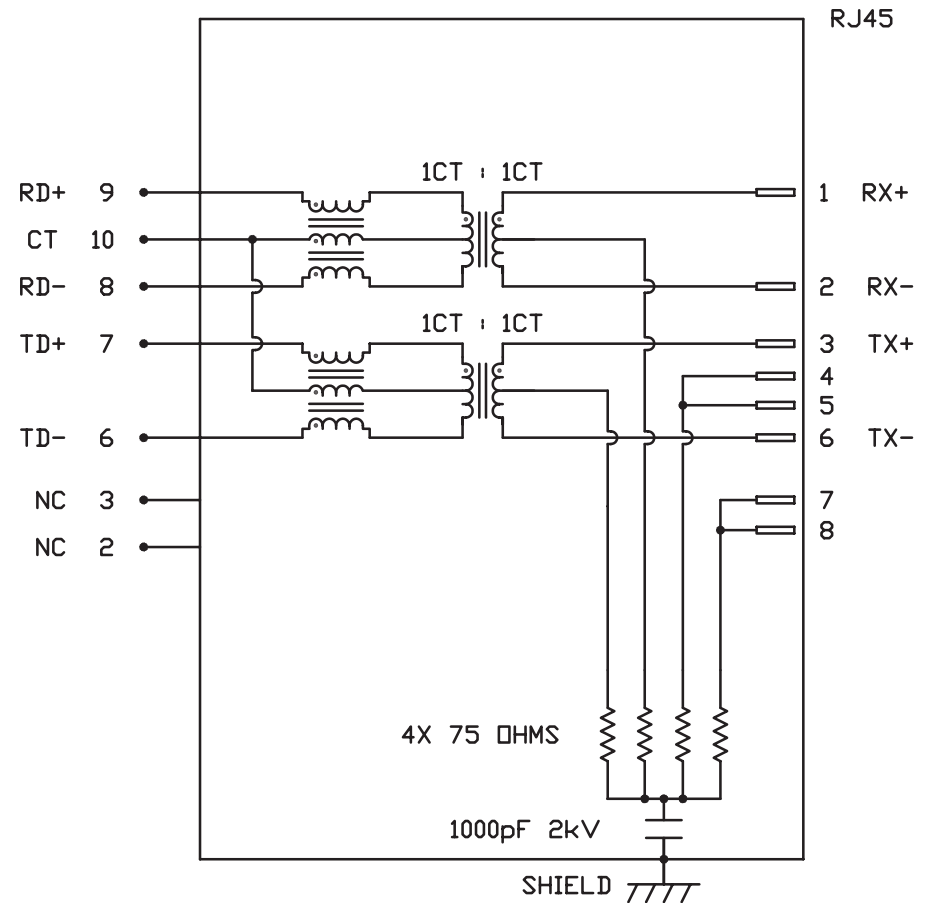 RJ45
1CT : 1CT
RD+ 9 1 RX+
CT 10
RD- 8 2 RX-
1CT : 1CT
TD+ 7 3 TX+
4
5
TD- 6 6 TX-
NC 3 7
8
NC 2
4X 75 OHMS
1000pF 2kV
SHIELD